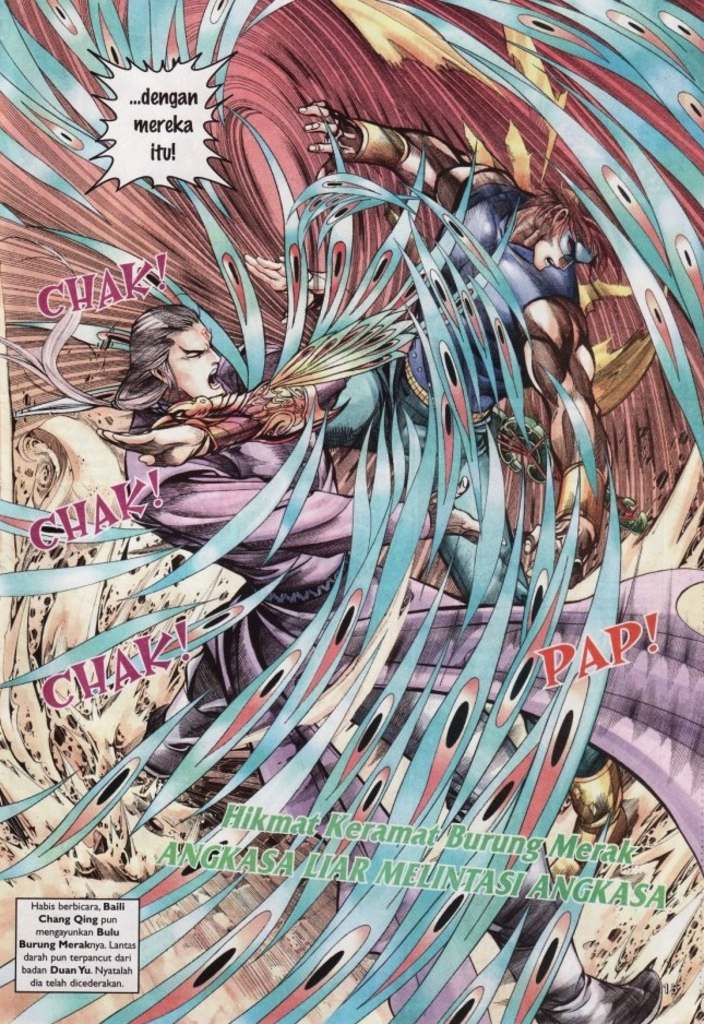 ...dengan
mereka
itu!
CHAK!
CHAK!
CHAK!
PAP!
Hikmat Keramat Burung Merak
ANGKASA LIAR MELINTASI ANGKASA
Habis berbicara, Baili
Chang Qing pun
mengayunkan Bulu
Burung Meraknya. Lantas
darah pun terpancut dari
badan Duan Yu. Nyatalah
dia telah dicederakan.
15